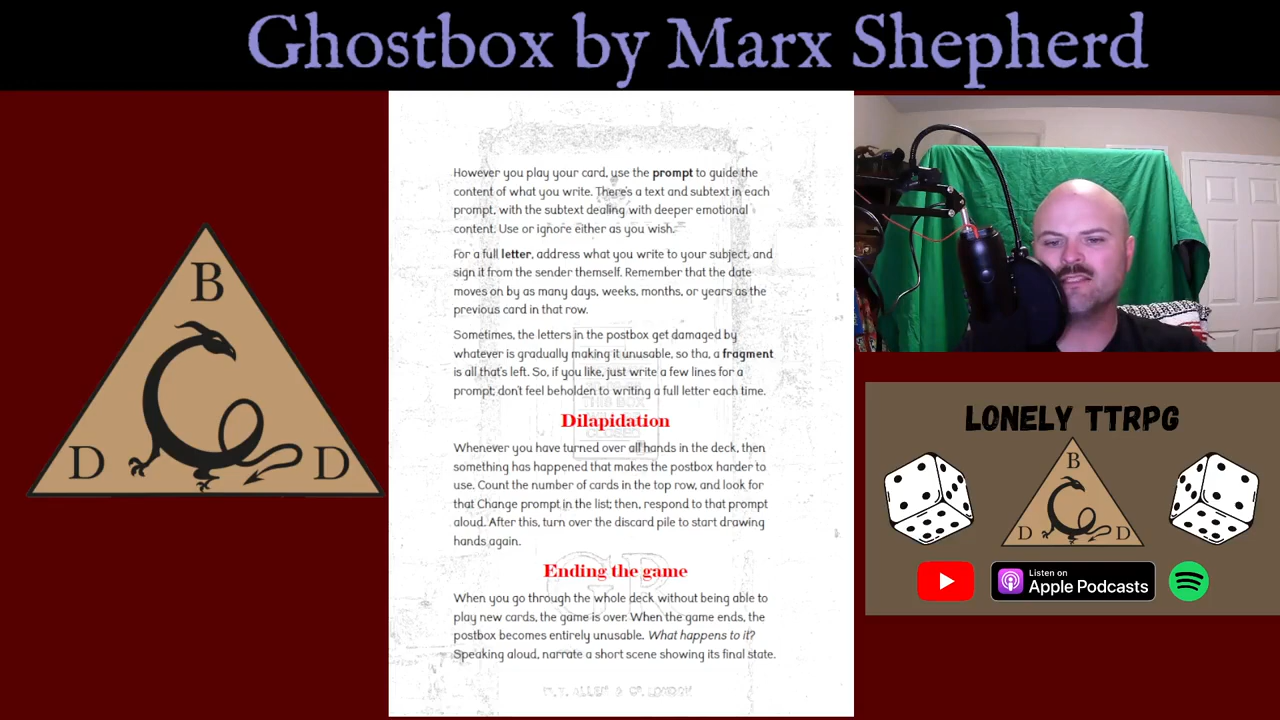 Ghostbox by Marx Shepherd
However you play your card, use the prompt to guide the
content of what you write. There's a text and subtext in each
prompt, with the subtext dealing with deeper emotional
content. Use or ignore either as you wish.
For a full letter, address what you write to your subject, and
sign it from the sender themself. Remember that the date
moves on by as many days, weeks, months, or years as the
previous card in that row.
Sometimes, the letters in the postbox get damaged by
whatever is gradually making it unusable, so tha, a fragment
is all that's left. So, if you like, just write a few lines for a
prompt; don't feel beholden to writing a full letter each time.
Dilapidation
Whenever you have turned over all hands in the deck, then
something has happened that makes the postbox harder to
use. Count the number of cards in the top row, and look for
that Change prompt in the list; then, respond to that prompt
aloud. After this, turn over the discard pile to start drawing
hands again.
Ending the game
When you go through the whole deck without being able to
play new cards, the game is over. When the game ends, the
postbox becomes entirely unusable. What happens to it?
Speaking aloud, narrate a short scene showing its final state.
B
D D
LONELY TTRPG
B
D D
Listen on
Apple Podcasts